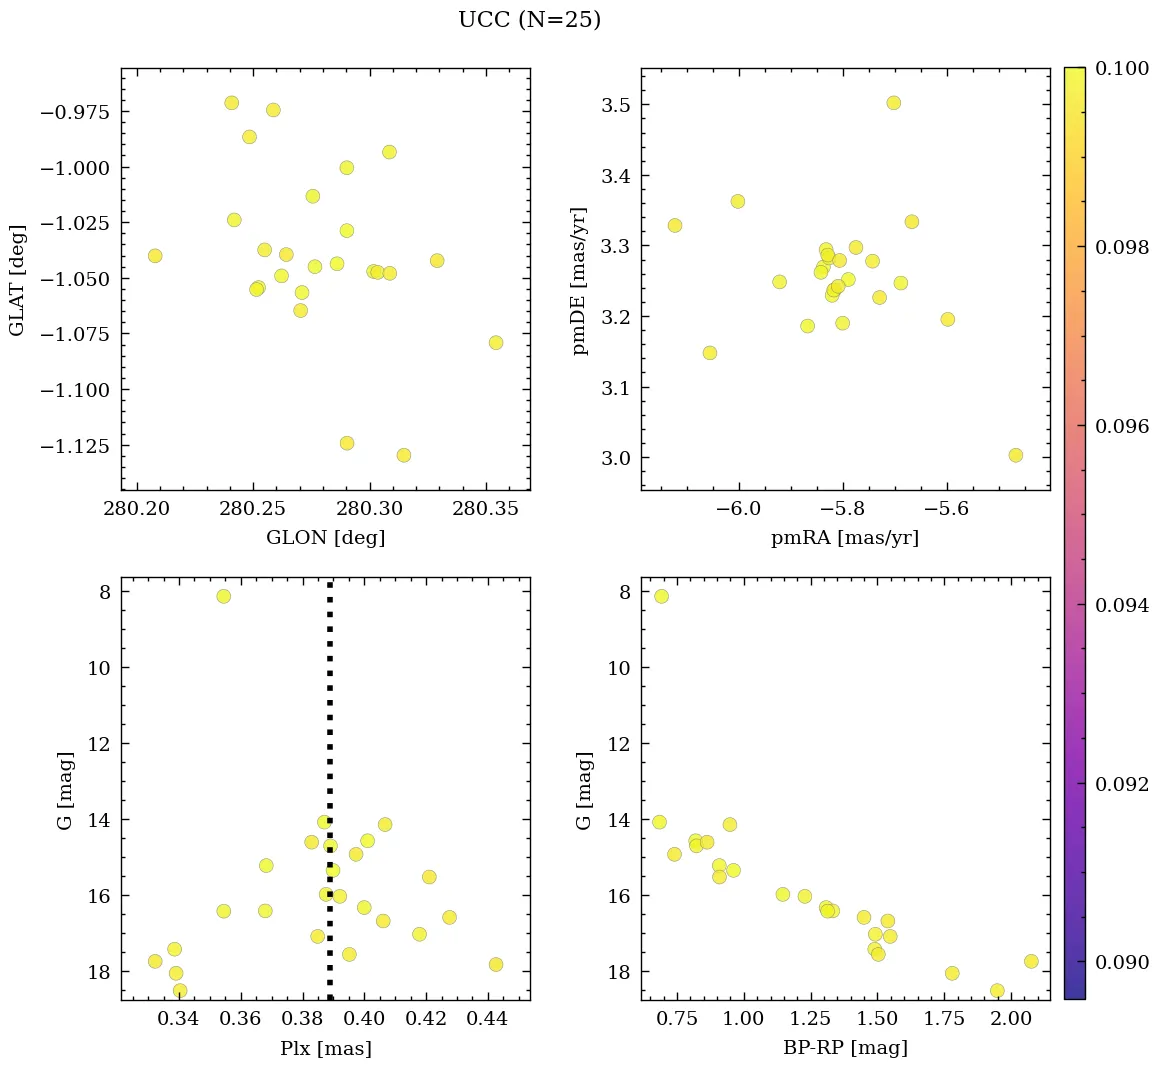 UCC (N=25)
−0.975
−1.000
−1.025
−1.050
−1.075
−1.100
−1.125
GLAT [deg]
280.20 280.25 280.30 280.35
GLON [deg]
3.5
3.4
3.3
3.2
3.1
3.0
pmDE [mas/yr]
−6.0 −5.8 −5.6
pmRA [mas/yr]
8
10
12
14
16
18
G [mag]
0.34 0.36 0.38 0.40 0.42 0.44
Plx [mas]
8
10
12
14
16
18
G [mag]
0.75 1.00 1.25 1.50 1.75 2.00
BP-RP [mag]
0.100
0.098
0.096
0.094
0.092
0.090